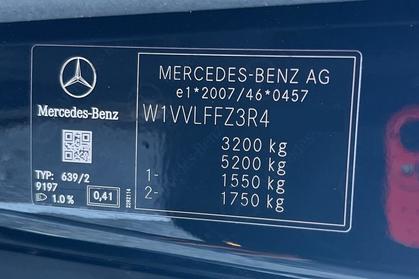 MERCEDES-BENZ AG
e1*2007/46*0457
Mercedes-Benz
W1VVLFFZ3R4
3200 kg
5200 kg
1- 1550 kg
2- 1750 kg
TYP: 639/2
9197
1.0 % 0,41